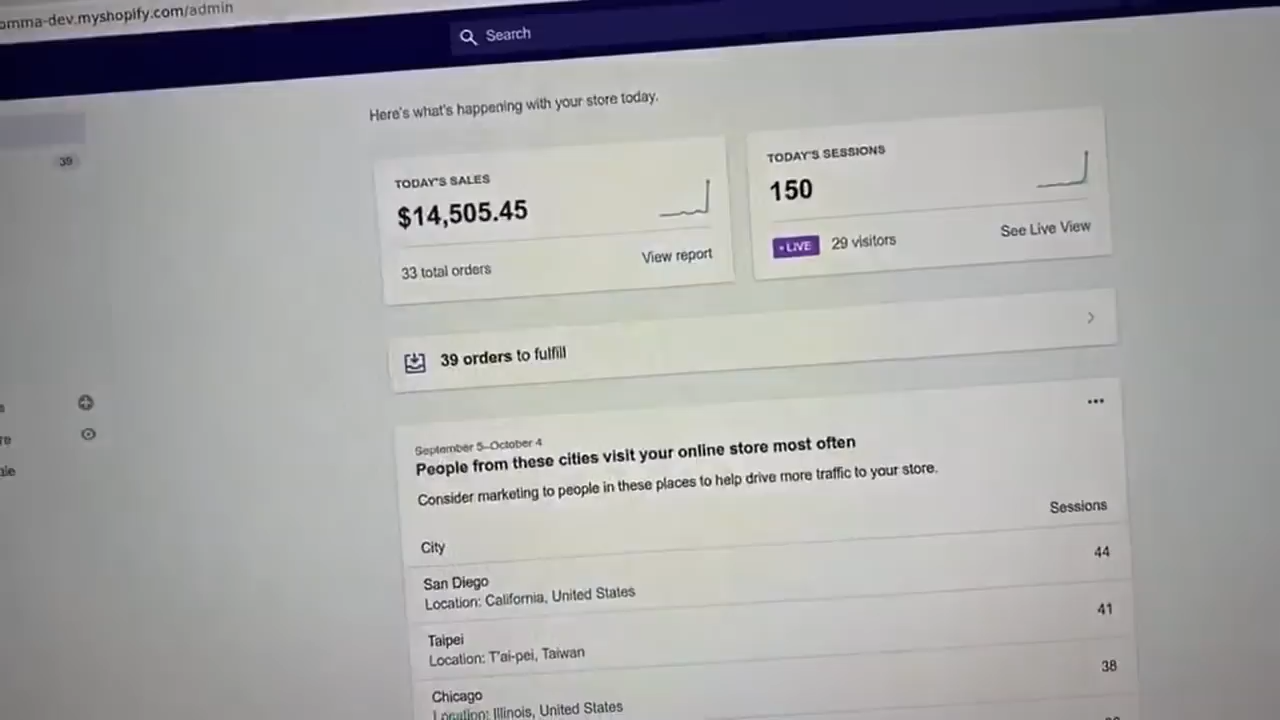 omma-dev.myshopify.com/admin
Search
Here's what's happening with your store today.
39
TODAY'S SALES
$14,505.45
33 total orders
View report
TODAY'S SESSIONS
150
• LIVE
29 visitors
See Live View
39 orders to fulfill
September 5–October 4
People from these cities visit your online store most often
Consider marketing to people in these places to help drive more traffic to your store.
City
Sessions
San Diego
44
Location: California, United States
Taipei
41
Location: T'ai-pei, Taiwan
Chicago
38
Location: Illinois, United States